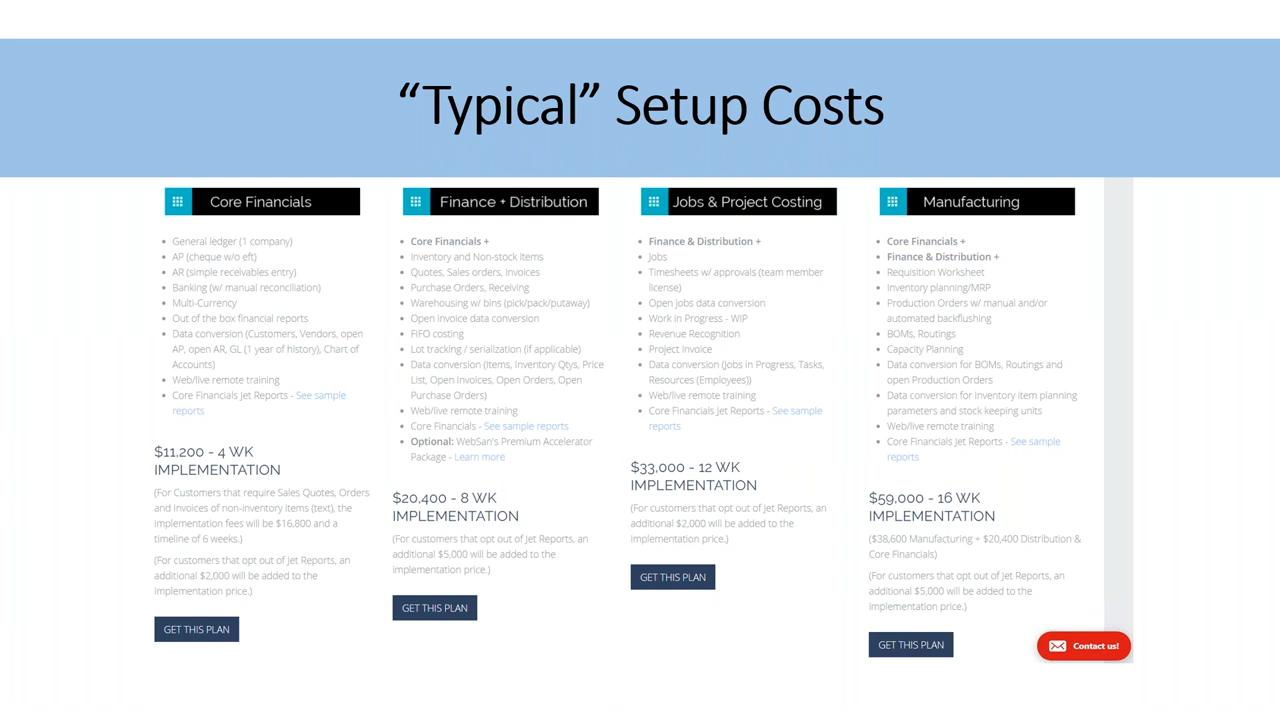 “Typical” Setup Costs
Core Financials
• General ledger (1 company)
• AP (cheque w/o eft)
• AR (simple receivables entry)
• Banking (w/ manual reconciliation)
• Multi-Currency
• Out of the box financial reports
• Data conversion (Customers, Vendors, open
AP, open AR, GL (1 year of history), Chart of
Accounts)
• Web/live remote training
• Core Financials Jet Reports - See sample
reports
$11,200 - 4 WK
IMPLEMENTATION
(For Customers that require Sales Quotes, Orders
and Invoices of non-inventory items (text), the
implementation fees will be $16,800 and a
timeline of 6 weeks.)
(For customers that opt out of Jet Reports, an
additional $2,000 will be added to the
implementation price.)
GET THIS PLAN
Finance + Distribution
• Core Financials +
• Inventory and Non-stock items
• Quotes, Sales orders, invoices
• Purchase Orders, Receiving
• Warehousing w/ bins (pick/pack/putaway)
• Open invoice data conversion
• FIFO costing
• Lot tracking / serialization (if applicable)
• Data conversion (Items, Inventory Qtys, Price
List, Open Invoices, Open Orders, Open
Purchase Orders)
• Web/live remote training
• Core Financials - See sample reports
• Optional: WebSan's Premium Accelerator
Package - Learn more
$20,400 - 8 WK
IMPLEMENTATION
(For customers that opt out of Jet Reports, an
additional $5,000 will be added to the
implementation price.)
GET THIS PLAN
Jobs & Project Costing
• Finance & Distribution +
• Jobs
• Timesheets w/ approvals (team member
license)
• Open jobs data conversion
• Work in Progress - WIP
• Revenue Recognition
• Project Invoice
• Data conversion (Jobs in Progress, Tasks,
Resources (Employees))
• Web/live remote training
• Core Financials Jet Reports - See sample
reports
$33,000 - 12 WK
IMPLEMENTATION
(For customers that opt out of Jet Reports, an
additional $2,000 will be added to the
implementation price.)
GET THIS PLAN
Manufacturing
• Core Financials +
• Finance & Distribution +
• Requisition Worksheet
• Inventory planning/MRP
• Production Orders w/ manual and/or
automated backflushing
• BOMs, Routings
• Capacity Planning
• Data conversion for BOMs, Routings and
open Production Orders
• Data conversion for inventory item planning
parameters and stock keeping units
• Web/live remote training
• Core Financials Jet Reports - See sample
reports
$59,000 - 16 WK
IMPLEMENTATION
($38,600 Manufacturing + $20,400 Distribution &
Core Financials)
(For customers that opt out of Jet Reports, an
additional $5,000 will be added to the
implementation price.)
GET THIS PLAN
Contact us!